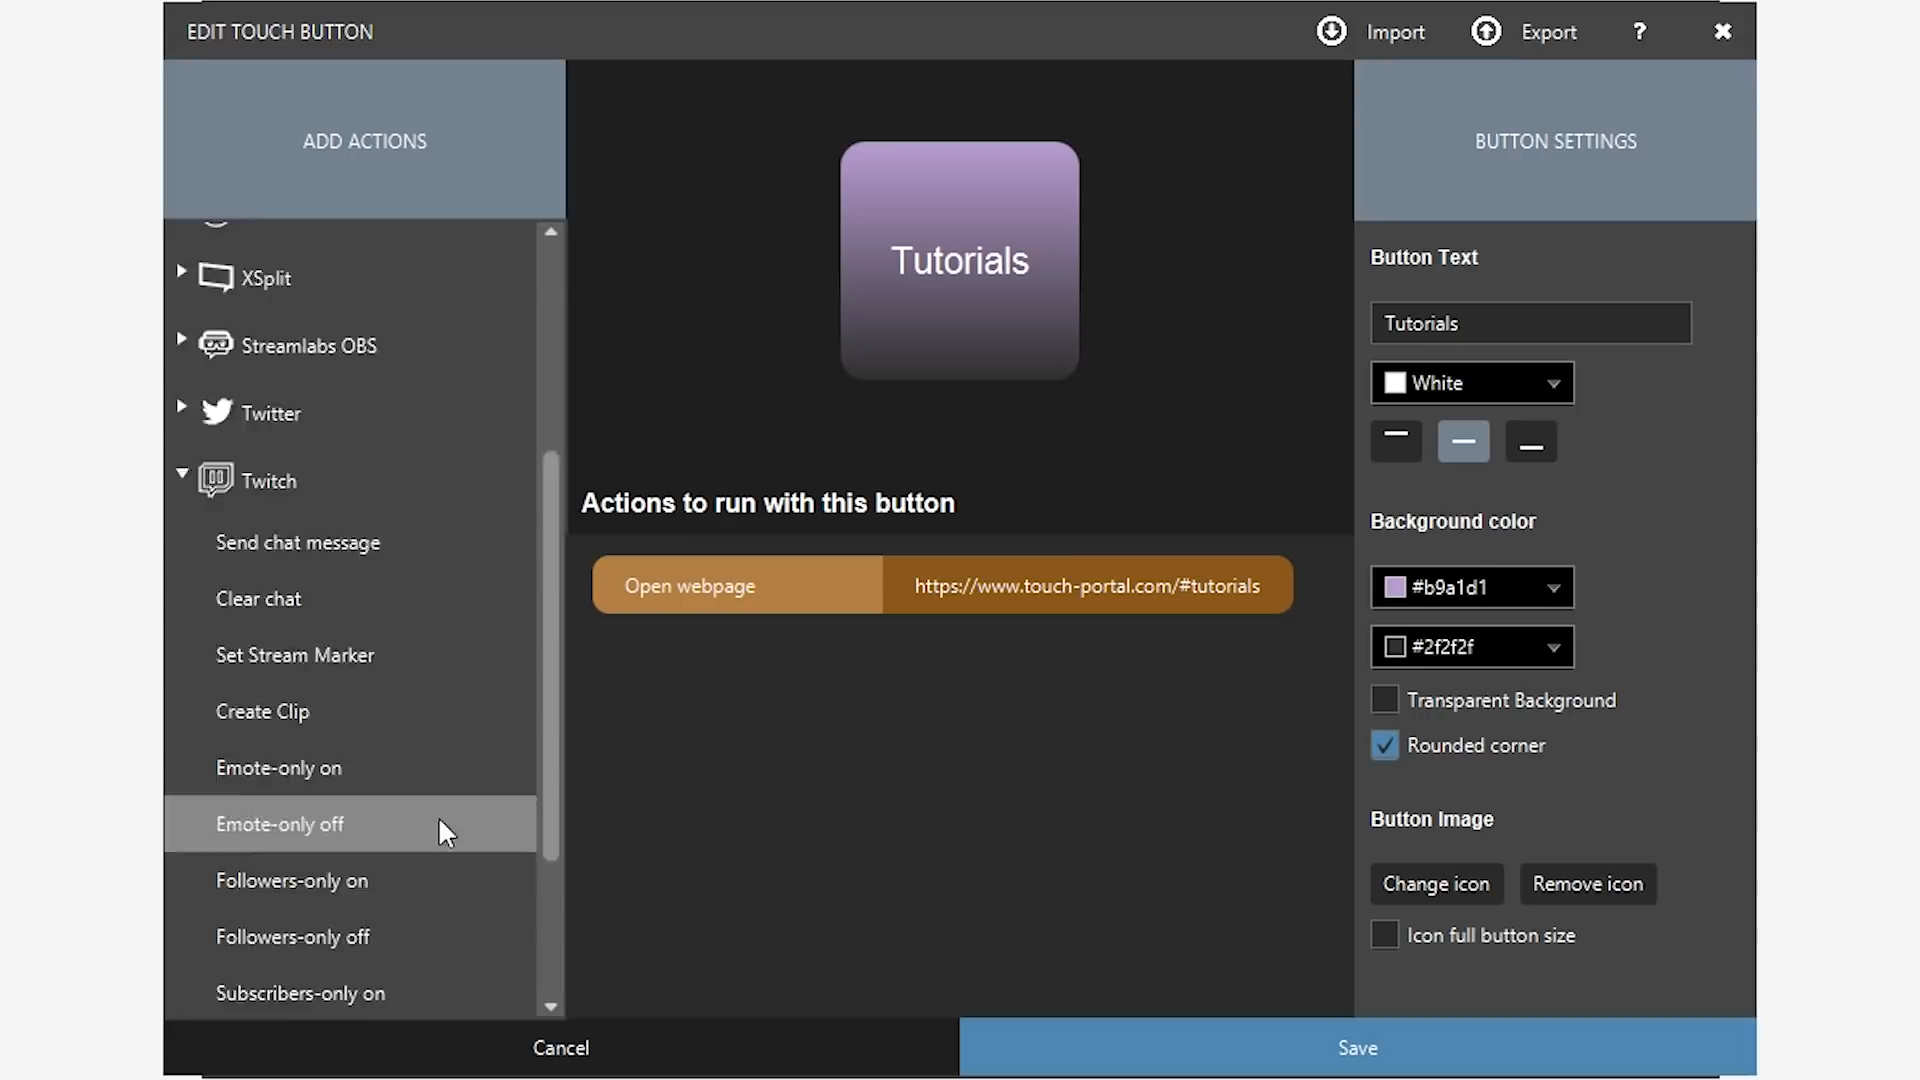 EDIT TOUCH BUTTON
Import
Export
?
ADD ACTIONS
XSplit
Streamlabs OBS
Twitter
Twitch
Send chat message
Clear chat
Set Stream Marker
Create Clip
Emote-only on
Emote-only off
Followers-only on
Followers-only off
Subscribers-only on
Tutorials
Actions to run with this button
Open webpage
https://www.touch-portal.com/#tutorials
BUTTON SETTINGS
Button Text
Tutorials
White
Background color
#b9a1d1
#2f2f2f
Transparent Background
Rounded corner
Button Image
Change icon
Remove icon
Icon full button size
Cancel
Save